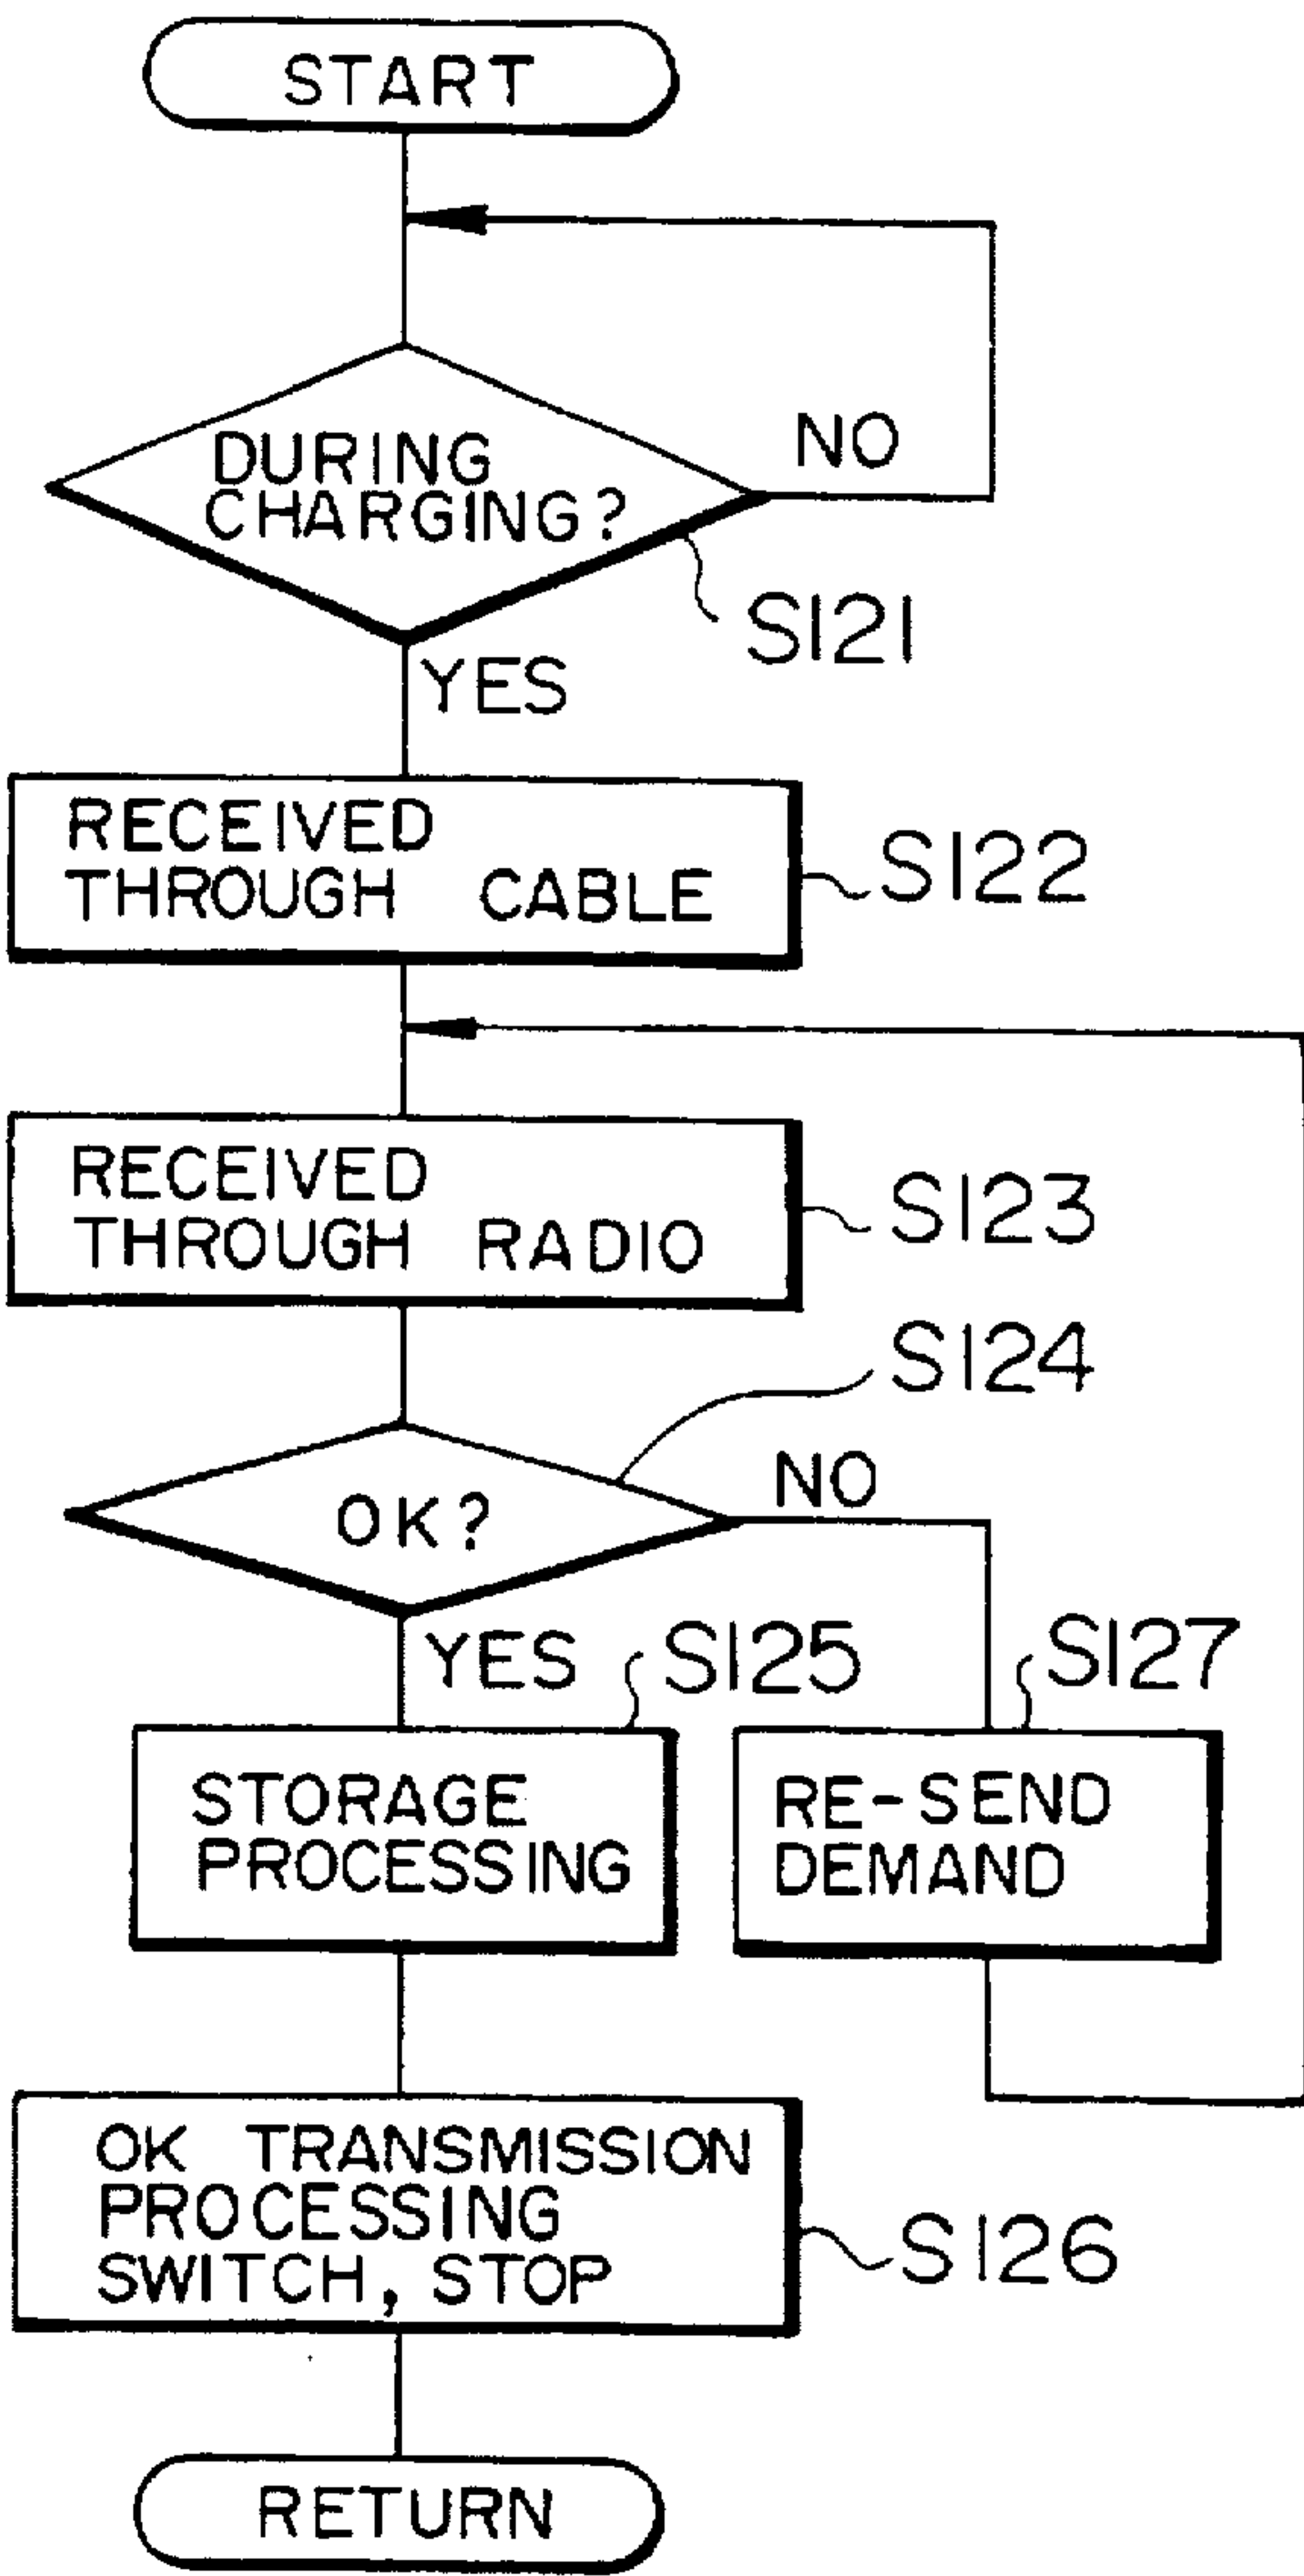 START
NO
DURING
CHARGING?
S121
YES
RECEIVED
THROUGH CABLE
S122
RECEIVED
THROUGH RADIO
S123
S124
NO
OK?
YES
S125
S127
STORAGE
PROCESSING
RE-SEND
DEMAND
OK TRANSMISSION
PROCESSING
SWITCH, STOP
S126
RETURN